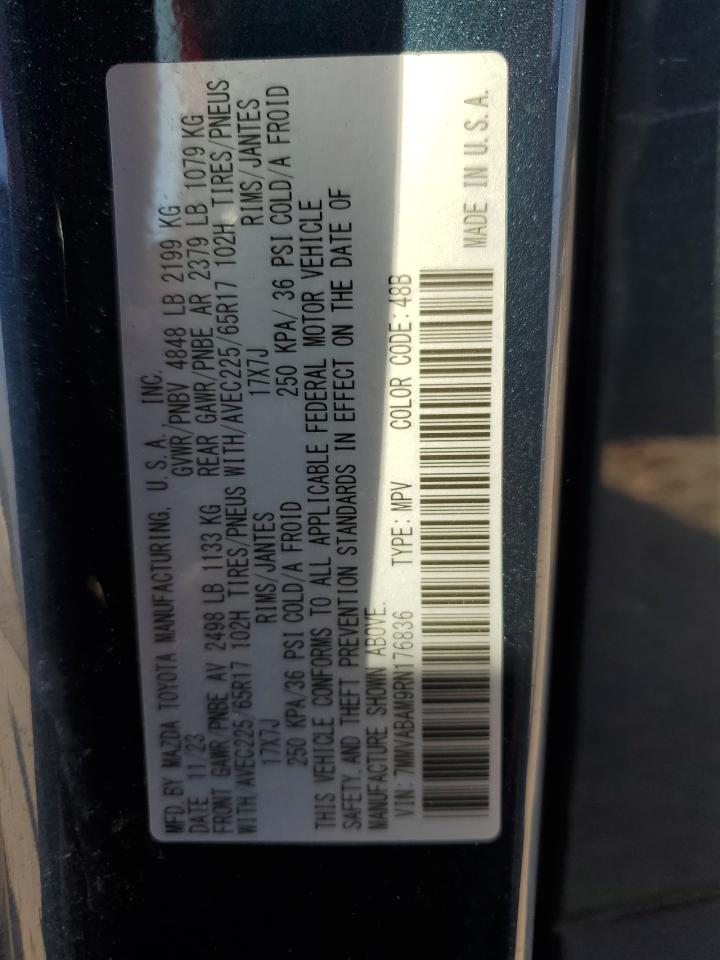 MFD.BY MAZDA TOYOTA MANUFACTURING, U.S.A. INC.
DATE 11/23 GVWR/PNBV 4848 LB 2199 KG
FRONT GAWR/PNBE AV 2498 LB 1133 KG REAR GAWR/PNBE AR 2379 LB 1079 KG
WITH/AVEC225/65R17 102H TIRES/PNEUS WITH/AVEC225/65R17 102H TIRES/PNEUS
17X7J RIMS/JANTES 17X7J RIMS/JANTES
250 KPA/36 PSI COLD/A FROID 250 KPA/ 36 PSI COLD/A FROID
THIS VEHICLE CONFORMS TO ALL APPLICABLE FEDERAL MOTOR VEHICLE
SAFETY, AND THEFT PREVENTION STANDARDS IN EFFECT ON THE DATE OF
MANUFACTURE SHOWN ABOVE.
VIN:7MMVABAM9RN176836 TYPE:MPV COLOR CODE:48B
MADE IN U.S.A.